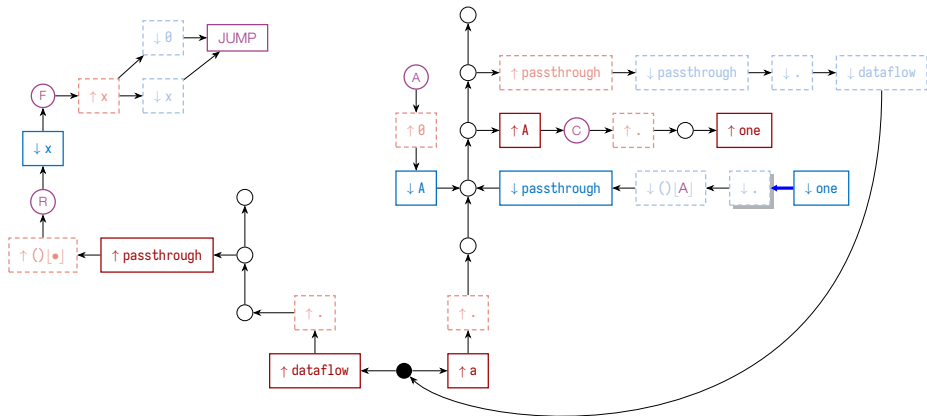 ↓0
JUMP
F
↑x
↓x
↓x
R
↑()[•]
↑passthrough
↑.
↑dataflow
A
↑0
↓A
↑passthrough
↓passthrough
↓.
↓dataflow
↑A
C
↑.
↑one
↓passthrough
↓()[A]
↓.
↓one
↑.
↑a